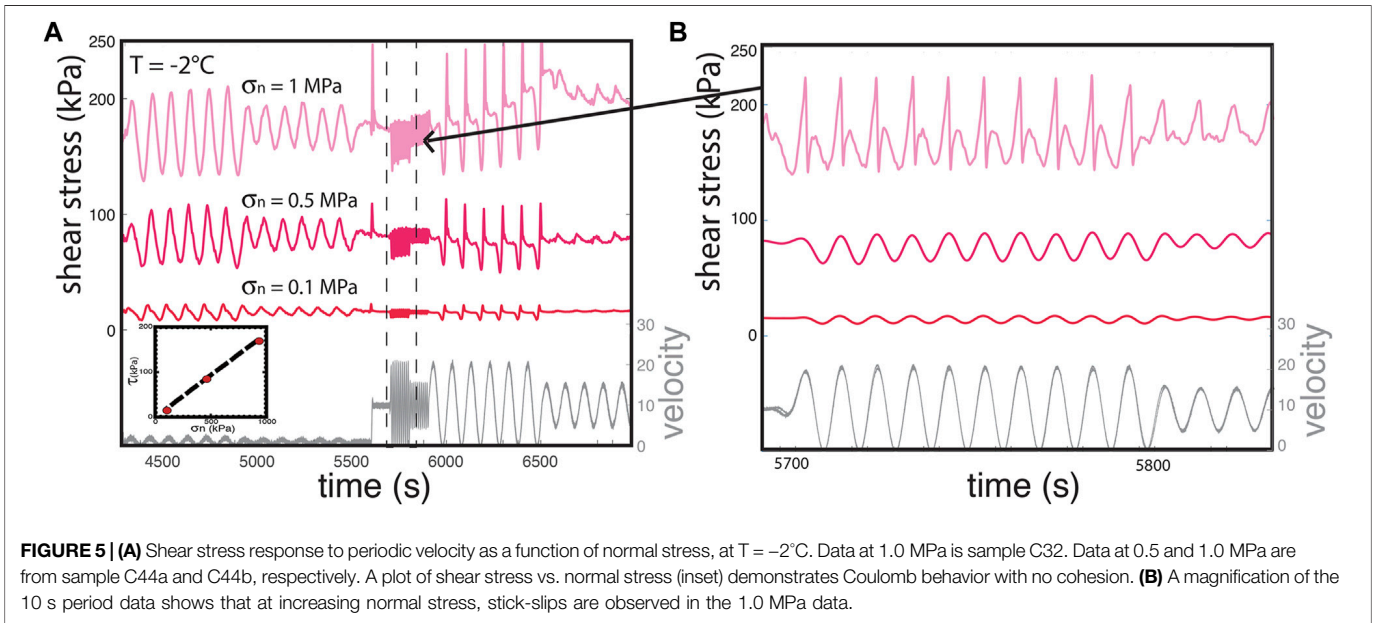 A
B
250
T = -2°C
σn = 1 MPa
200
shear stress (kPa)
σn = 0.5 MPa
100
σn = 0.1 MPa
0
30
20
10
0
velocity
200
100
0
τ(kPa)
0
500
1000
σn (kPa)
4500
5000
5500
6000
6500
time (s)
250
200
shear stress (kPa)
100
0
30
20
10
0
velocity
5700
5800
time (s)
FIGURE 5 | (A) Shear stress response to periodic velocity as a function of normal stress, at T = −2°C. Data at 1.0 MPa is sample C32. Data at 0.5 and 1.0 MPa are
from sample C44a and C44b, respectively. A plot of shear stress vs. normal stress (inset) demonstrates Coulomb behavior with no cohesion. (B) A magnification of the
10 s period data shows that at increasing normal stress, stick-slips are observed in the 1.0 MPa data.